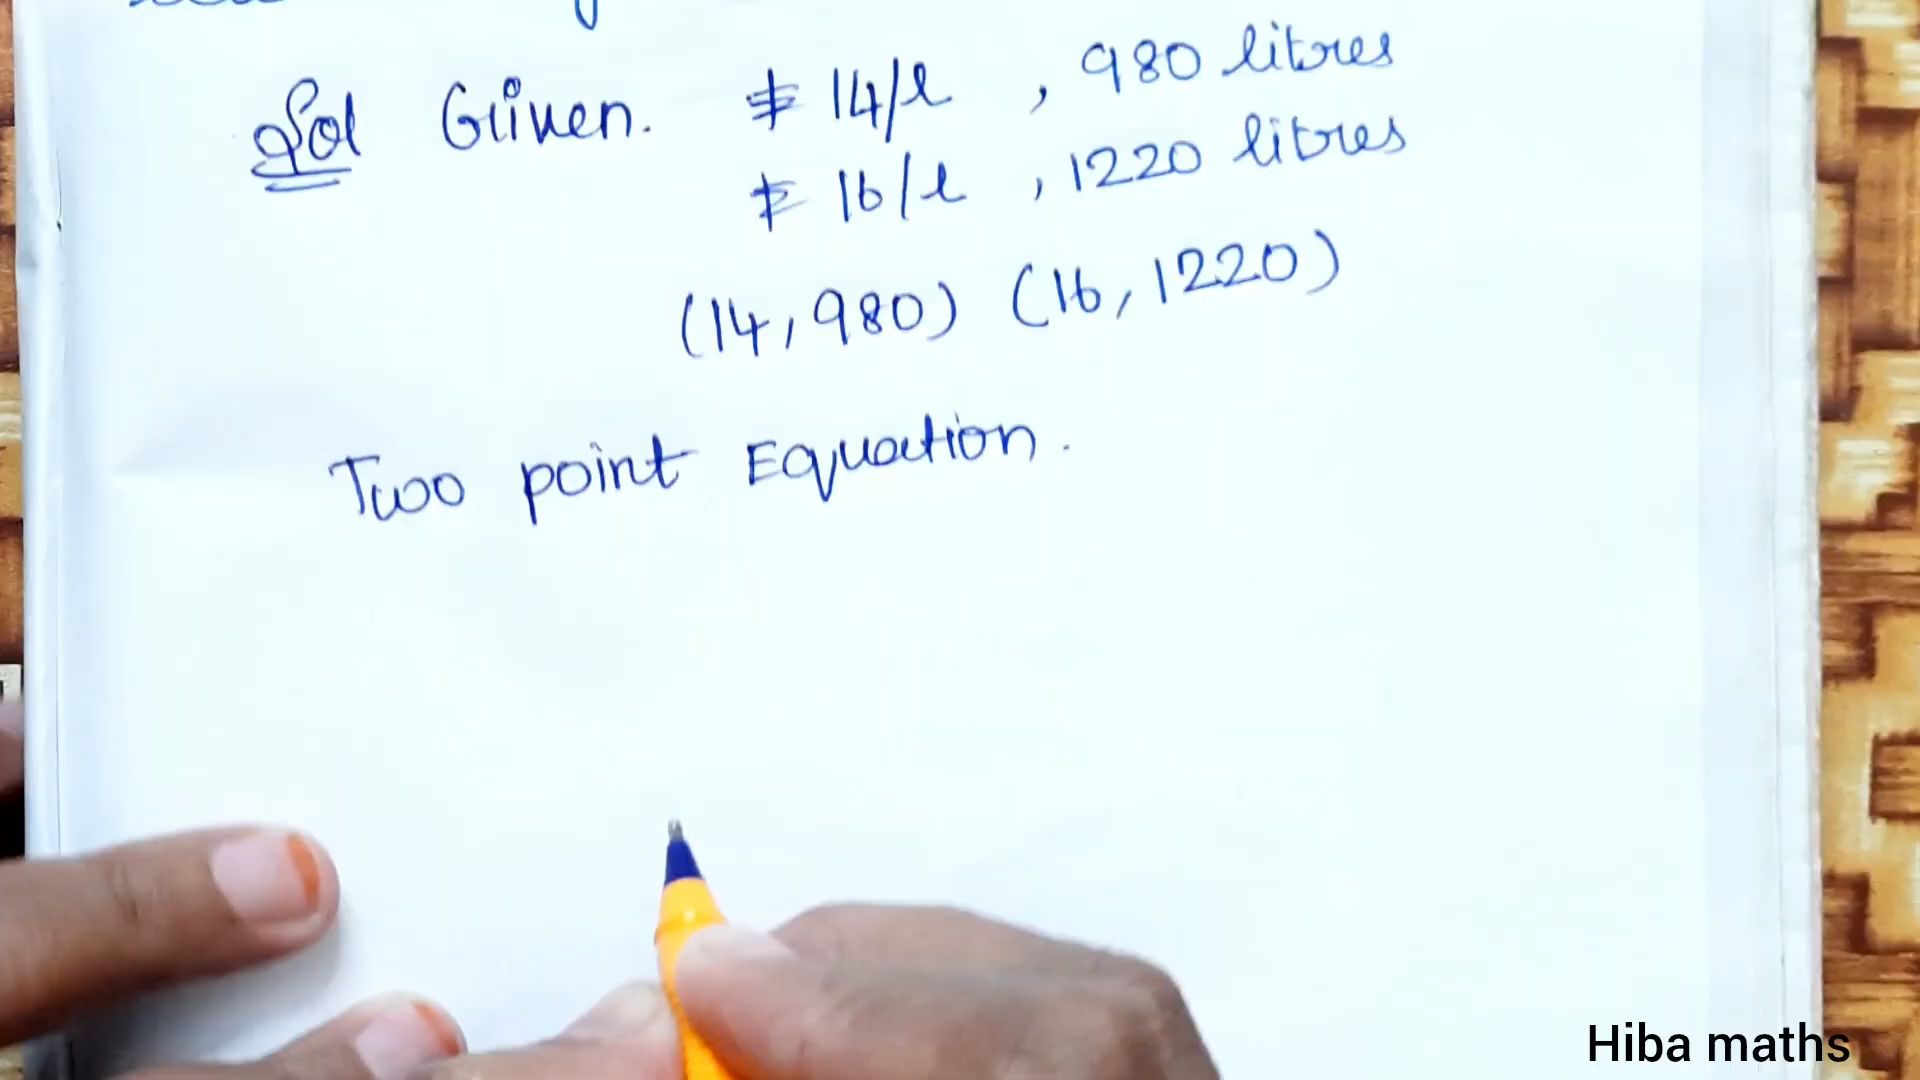 Sol Given. ₹ 14/l , 980 litres
₹ 16/l , 1220 litres
(14, 980) (16, 1220)
Two point Equation.
Hiba maths